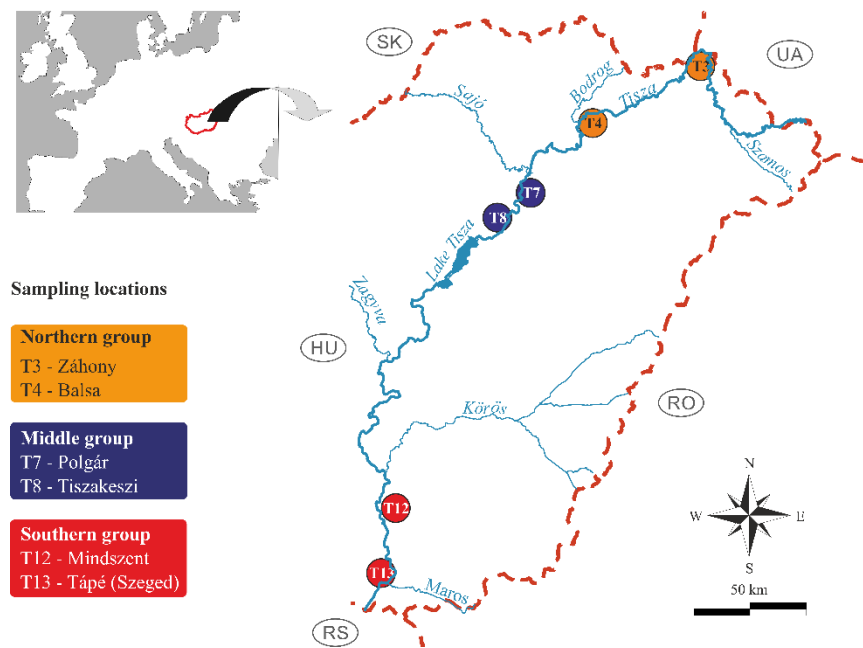 SK
UA
T3
Bodrog
Tisza
Sajó
T4
Szamos
T7
T8
Lake Tisza
Sampling locations
Zagyva
Northern group
T3 - Záhony
T4 - Balsa
HU
RO
Körös
Middle group
T7 - Polgár
T8 - Tiszakeszi
N
W
E
S
T12
Southern group
T12 - Mindszent
T13 - Tápé (Szeged)
T13
Maros
50 km
RS